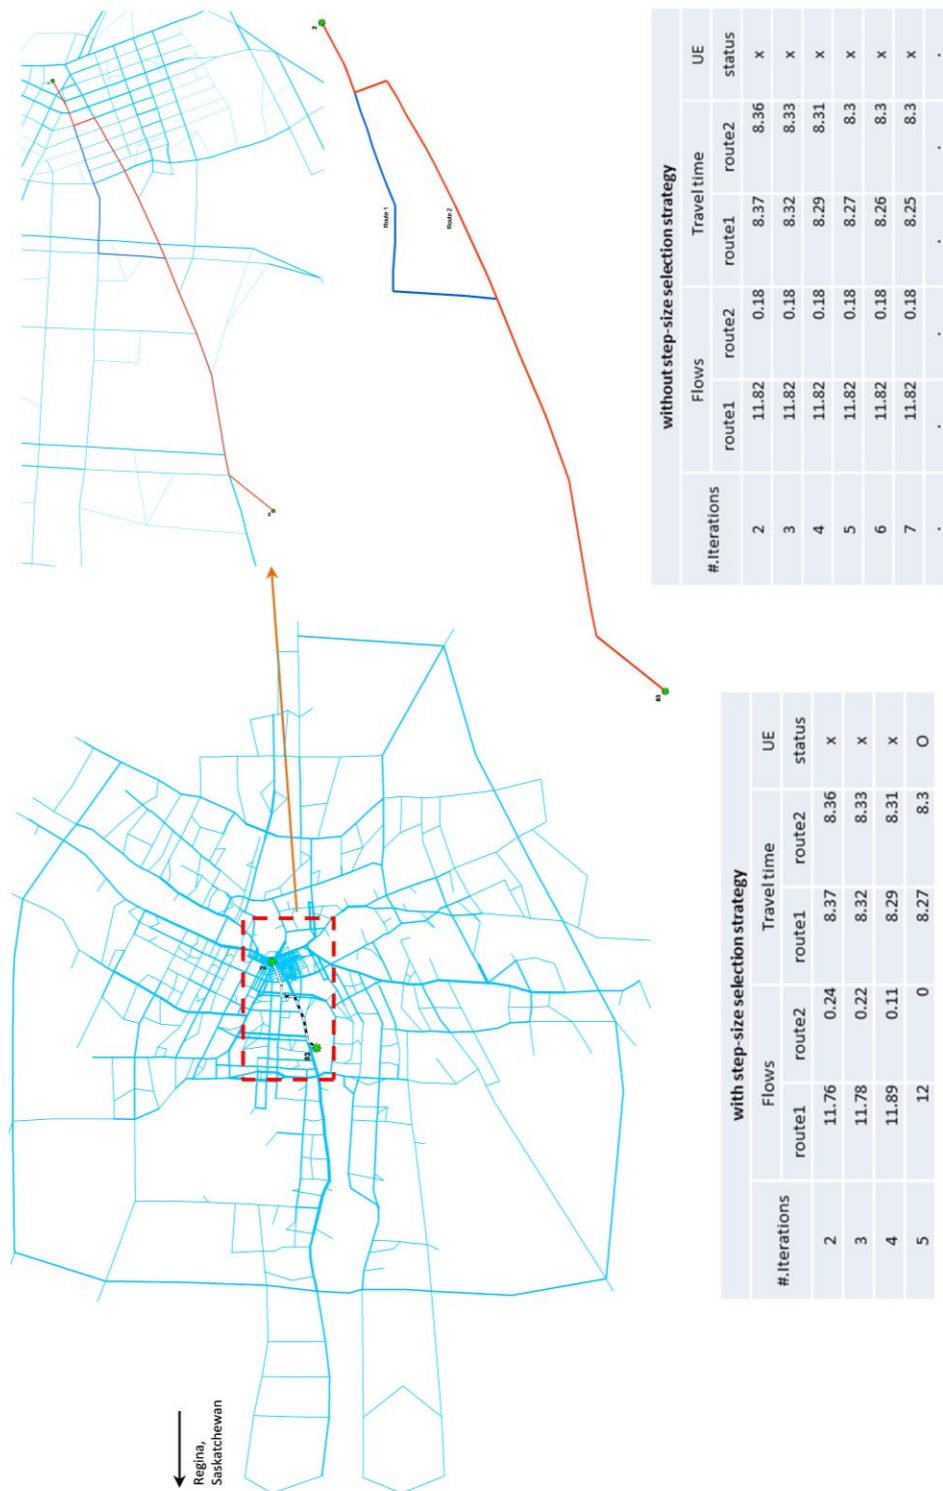 Regina,
Saskatchewan
2
Route 1
Route 2
2
with step-size selection strategy
#.Iterations Flows Travel time UE
route1 route2 route1 route2 status
2 11.76 0.24 8.37 8.36 x
3 11.78 0.22 8.32 8.33 x
4 11.89 0.11 8.29 8.31 x
5 12 0 8.27 8.3 O
without step-size selection strategy
#.Iterations Flows Travel time UE
route1 route2 route1 route2 status
2 11.82 0.18 8.37 8.36 x
3 11.82 0.18 8.32 8.33 x
4 11.82 0.18 8.29 8.31 x
5 11.82 0.18 8.27 8.3 x
6 11.82 0.18 8.26 8.3 x
7 11.82 0.18 8.25 8.3 x
. . . . . .